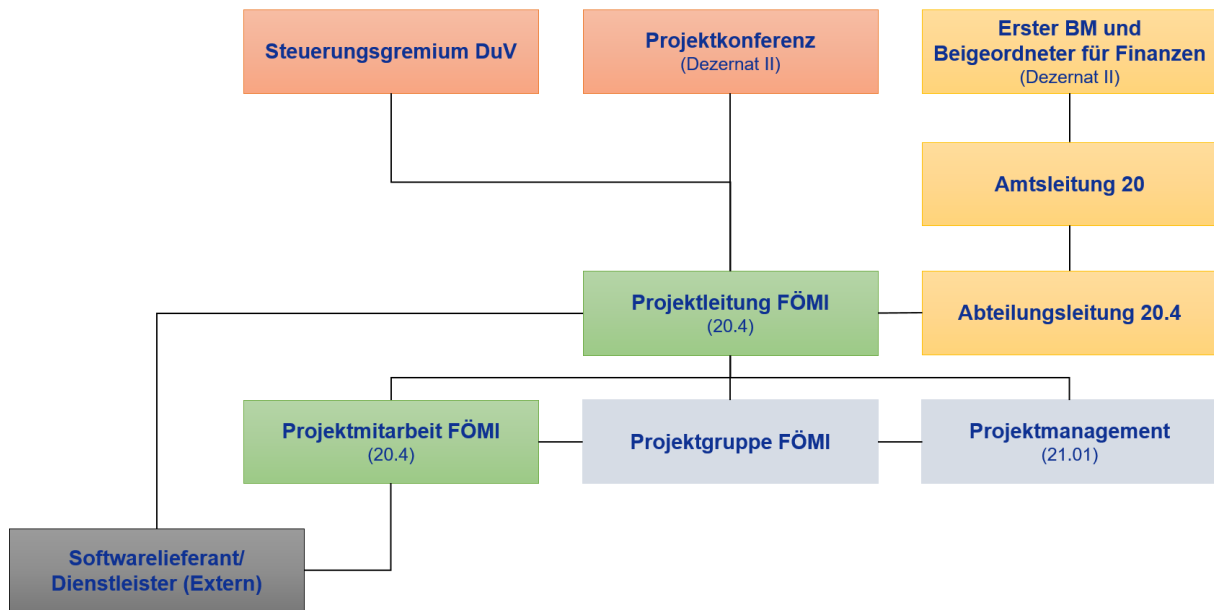 Steuerungsgremium DuV
Projektkonferenz
(Dezernat II)
Erster BM und
Beigeordneter für Finanzen
(Dezernat II)
Amtsleitung 20
Projektleitung FÖMI
(20.4)
Abteilungsleitung 20.4
Projektmitarbeit FÖMI
(20.4)
Projektgruppe FÖMI
Projektmanagement
(21.01)
Softwarelieferant/
Dienstleister (Extern)